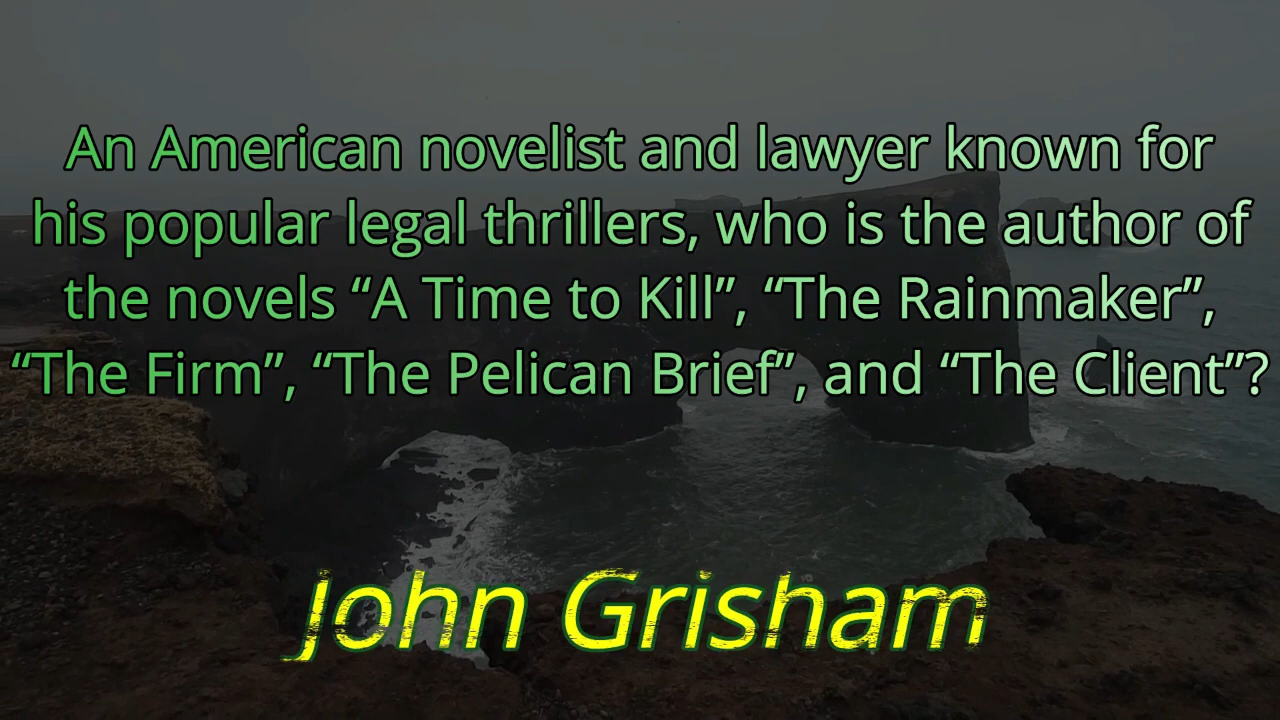 An American novelist and lawyer known for
his popular legal thrillers, who is the author of
the novels “A Time to Kill”, “The Rainmaker”,
“The Firm”, “The Pelican Brief”, and “The Client”?
John Grisham